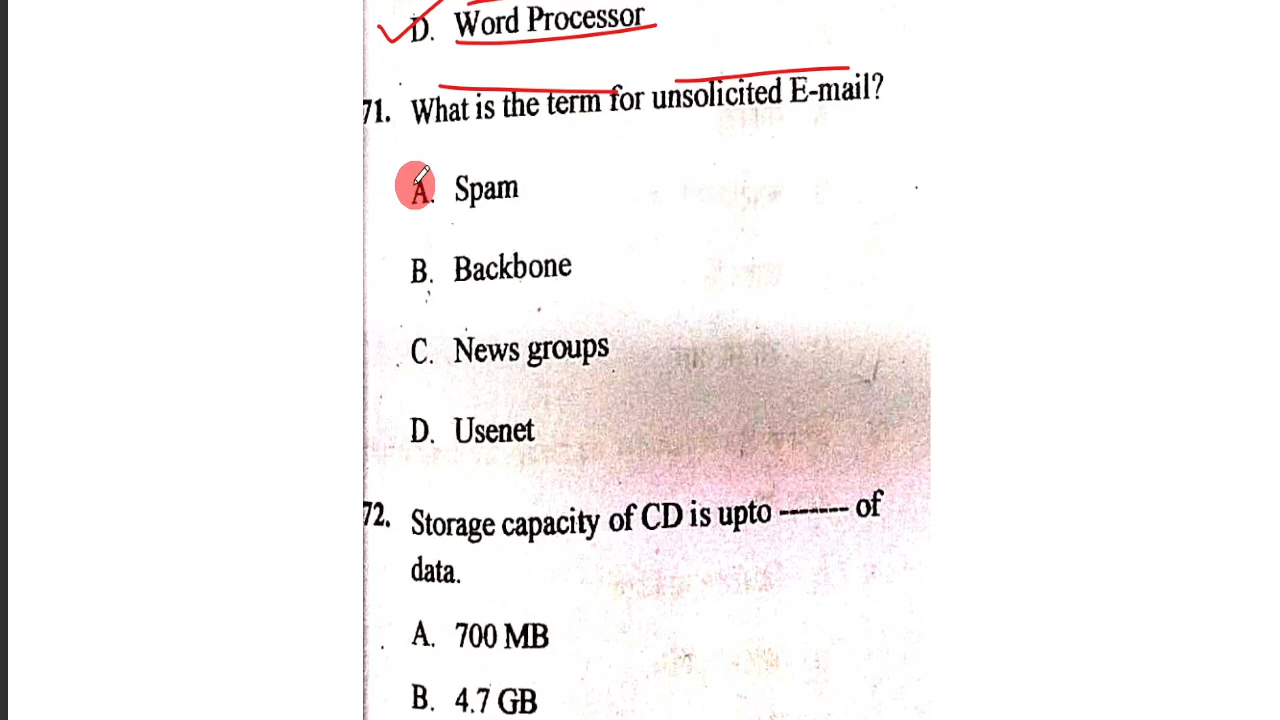 D. Word Processor
71. What is the term for unsolicited E-mail?
A. Spam
B. Backbone
C. News groups
D. Usenet
72. Storage capacity of CD is upto ------- of
data.
A. 700 MB
B. 4.7 GB